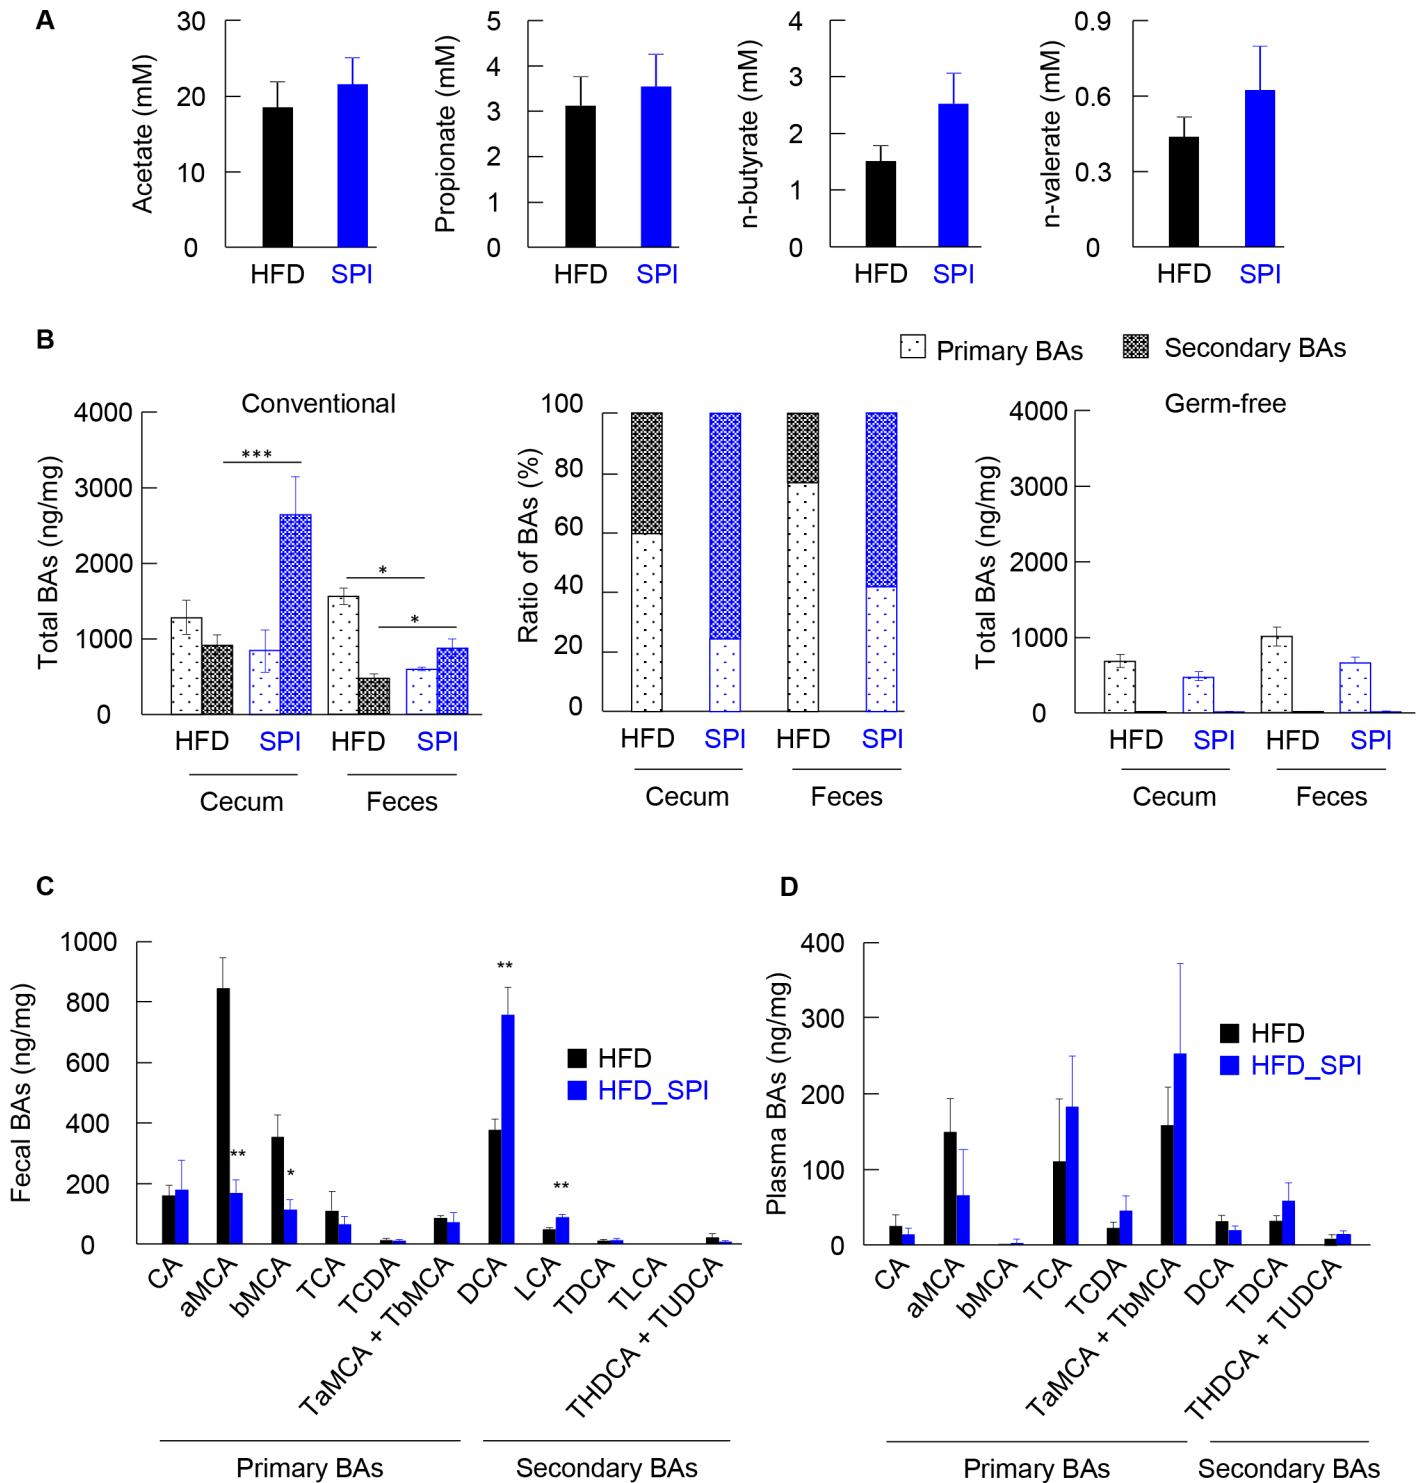 A
Acetate (mM)
30
20
10
0
HFD SPI
Propionate (mM)
5
4
3
2
1
0
HFD SPI
n-butyrate (mM)
4
3
2
1
0
HFD SPI
n-valerate (mM)
0.9
0.6
0.3
0
HFD SPI
B
Primary BAs
Secondary BAs
Conventional
Total BAs (ng/mg)
4000
3000
2000
1000
0
***
*
*
HFD SPI HFD SPI
Cecum Feces
Ratio of BAs (%)
100
80
60
40
20
0
HFD SPI HFD SPI
Cecum Feces
Germ-free
Total BAs (ng/mg)
4000
3000
2000
1000
0
HFD SPI HFD SPI
Cecum Feces
C
Fecal BAs (ng/mg)
1000
800
600
400
200
0
**
*
**
**
HFD
HFD_SPI
CA
aMCA
bMCA
TCA
TCDA
TaMCA + TbMCA
DCA
LCA
TDCA
TLCA
THDCA + TUDCA
Primary BAs Secondary BAs
D
Plasma BAs (ng/mg)
400
300
200
100
0
HFD
HFD_SPI
CA
aMCA
bMCA
TCA
TCDA
TaMCA + TbMCA
DCA
TDCA
THDCA + TUDCA
Primary BAs Secondary BAs